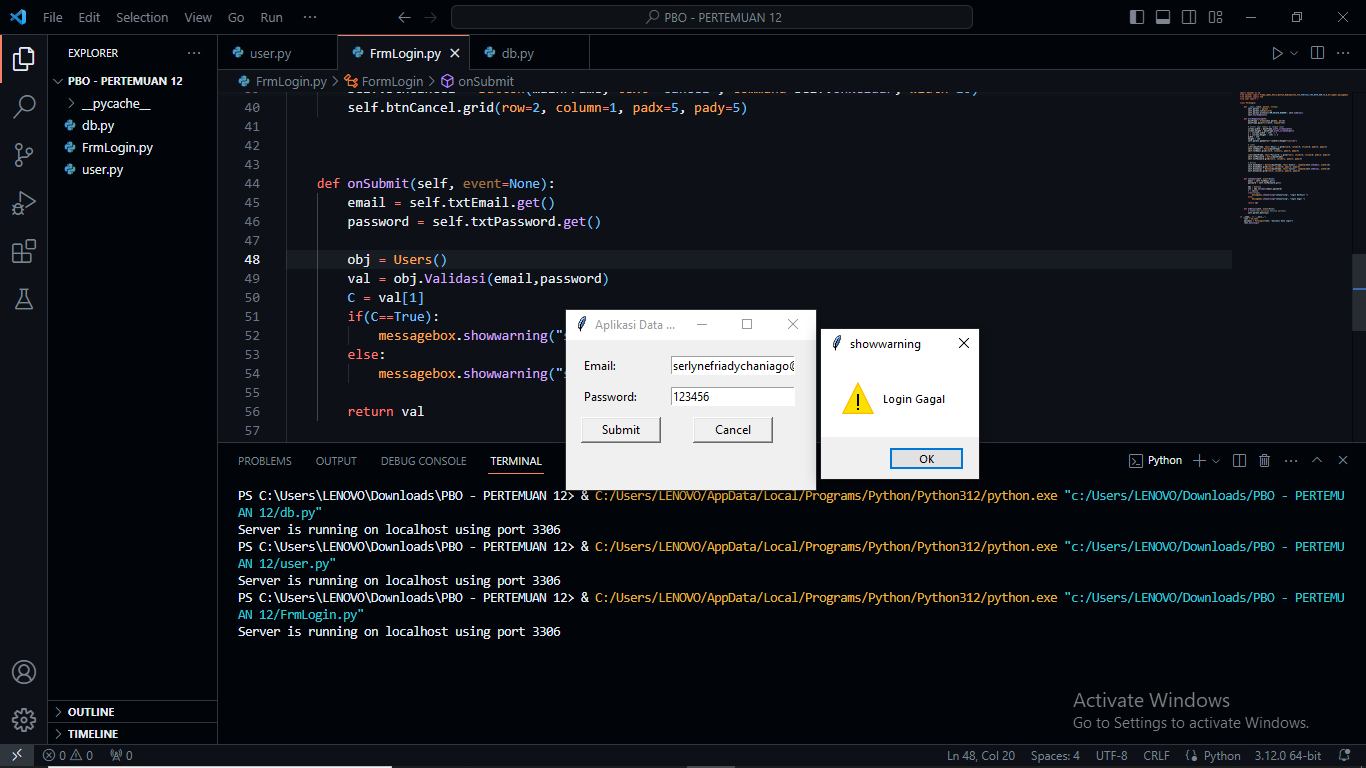 File Edit Selection View Go Run ··· PBO - PERTEMUAN 12
EXPLORER ···
PBO - PERTEMUAN 12
__pycache__
db.py
FrmLogin.py
user.py
OUTLINE
TIMELINE
user.py FrmLogin.py db.py
FrmLogin.py > FormLogin > onSubmit
40 self.btnCancel.grid(row=2, column=1, padx=5, pady=5)
41
42
43
44 def onSubmit(self, event=None):
45 email = self.txtEmail.get()
46 password = self.txtPassword.get()
47
48 obj = Users()
49 val = obj.Validasi(email,password)
50 C = val[1]
51 if(C==True):
52 messagebox.showwarning("s
53 else:
54 messagebox.showwarning("s
55
56 return val
57
Aplikasi Data ...
Email: serlynefriadychaniago@
Password: 123456
Submit Cancel
showwarning
Login Gagal
OK
PROBLEMS OUTPUT DEBUG CONSOLE TERMINAL Python
PS C:\Users\LENOVO\Downloads\PBO - PERTEMUAN 12> & C:/Users/LENOVO/AppData/Local/Programs/Python/Python312/python.exe "c:/Users/LENOVO/Downloads/PBO - PERTEMU
AN 12/db.py"
Server is running on localhost using port 3306
PS C:\Users\LENOVO\Downloads\PBO - PERTEMUAN 12> & C:/Users/LENOVO/AppData/Local/Programs/Python/Python312/python.exe "c:/Users/LENOVO/Downloads/PBO - PERTEMU
AN 12/user.py"
Server is running on localhost using port 3306
PS C:\Users\LENOVO\Downloads\PBO - PERTEMUAN 12> & C:/Users/LENOVO/AppData/Local/Programs/Python/Python312/python.exe "c:/Users/LENOVO/Downloads/PBO - PERTEMU
AN 12/FrmLogin.py"
Server is running on localhost using port 3306
Activate Windows
Go to Settings to activate Windows.
0 0 0 Ln 48, Col 20 Spaces: 4 UTF-8 CRLF Python 3.12.0 64-bit